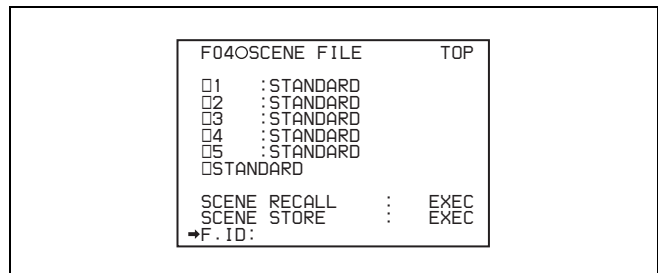 F04○SCENE FILE TOP
□1 :STANDARD
□2 :STANDARD
□3 :STANDARD
□4 :STANDARD
□5 :STANDARD
□STANDARD
SCENE RECALL : EXEC
SCENE STORE : EXEC
➡F.ID: